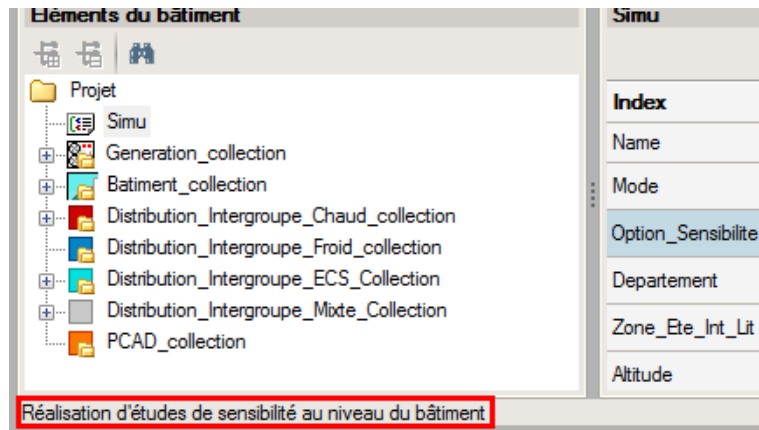 Eléments du bâtiment
Projet
Simu
Generation_collection
Batiment_collection
Distribution_Intergroupe_Chaud_collection
Distribution_Intergroupe_Froid_collection
Distribution_Intergroupe_ECS_Collection
Distribution_Intergroupe_Mixte_Collection
PCAD_collection
Réalisation d'études de sensibilité au niveau du bâtiment
Simu
Index
Name
Mode
Option_Sensibilite
Departement
Zone_Ete_Int_Lit
Altitude